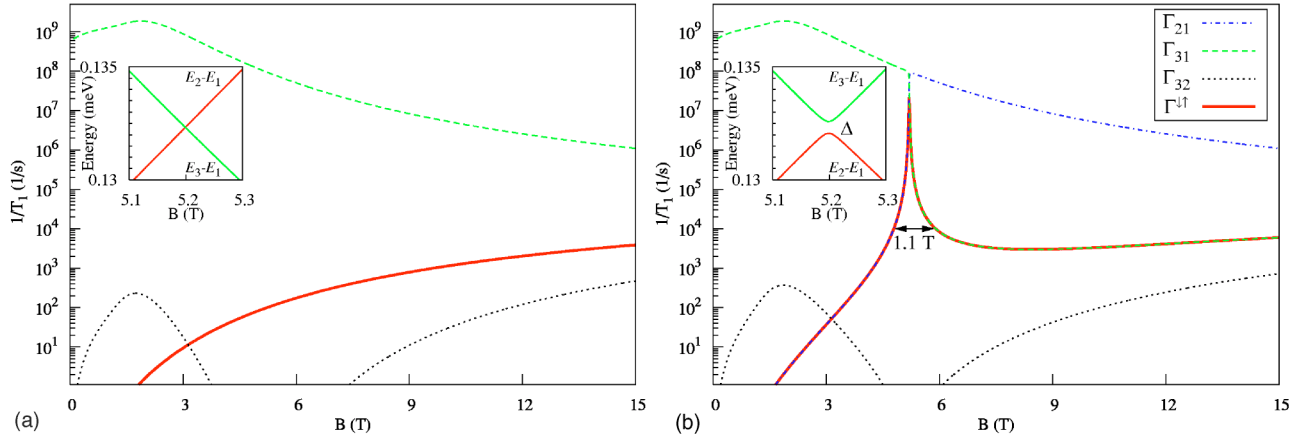 10⁹
10⁸
10⁷
10⁶
10⁵
10⁴
10³
10²
10¹
1/T₁ (1/s)
0.135
0.13
Energy (meV)
E₂−E₁
E₃−E₁
5.1 5.2 5.3
B (T)
0 3 6 9 12 15
B (T)
(a)
10⁹
10⁸
10⁷
10⁶
10⁵
10⁴
10³
10²
10¹
1/T₁ (1/s)
Γ₂₁
Γ₃₁
Γ₃₂
Γ↓↑
0.135
0.13
Energy (meV)
E₃−E₁
Δ
E₂−E₁
5.1 5.2 5.3
B (T)
1.1 T
0 3 6 9 12 15
B (T)
(b)